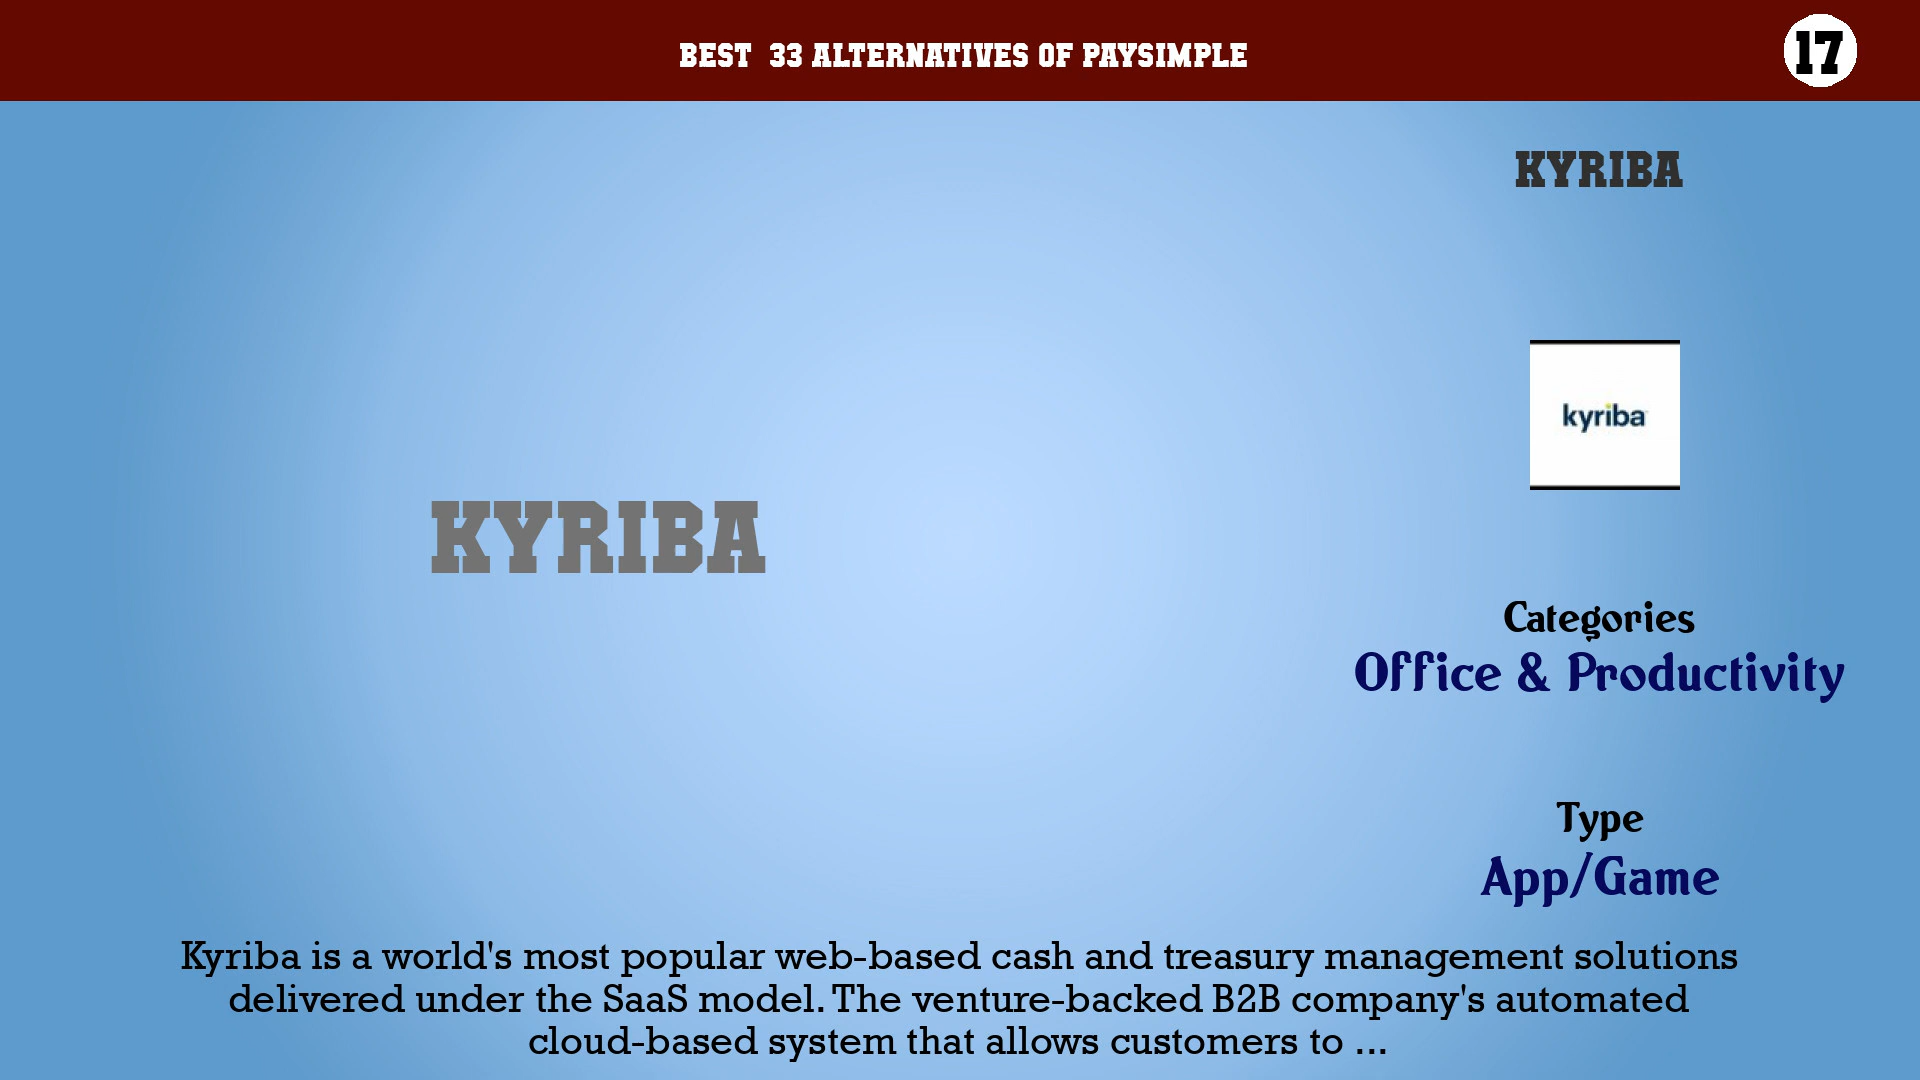 BEST 33 ALTERNATIVES OF PAYSIMPLE
17
KYRIBA
kyriba
KYRIBA
Categories
Office & Productivity
Type
App/Game
Kyriba is a world's most popular web-based cash and treasury management solutions
delivered under the SaaS model. The venture-backed B2B company's automated
cloud-based system that allows customers to ...